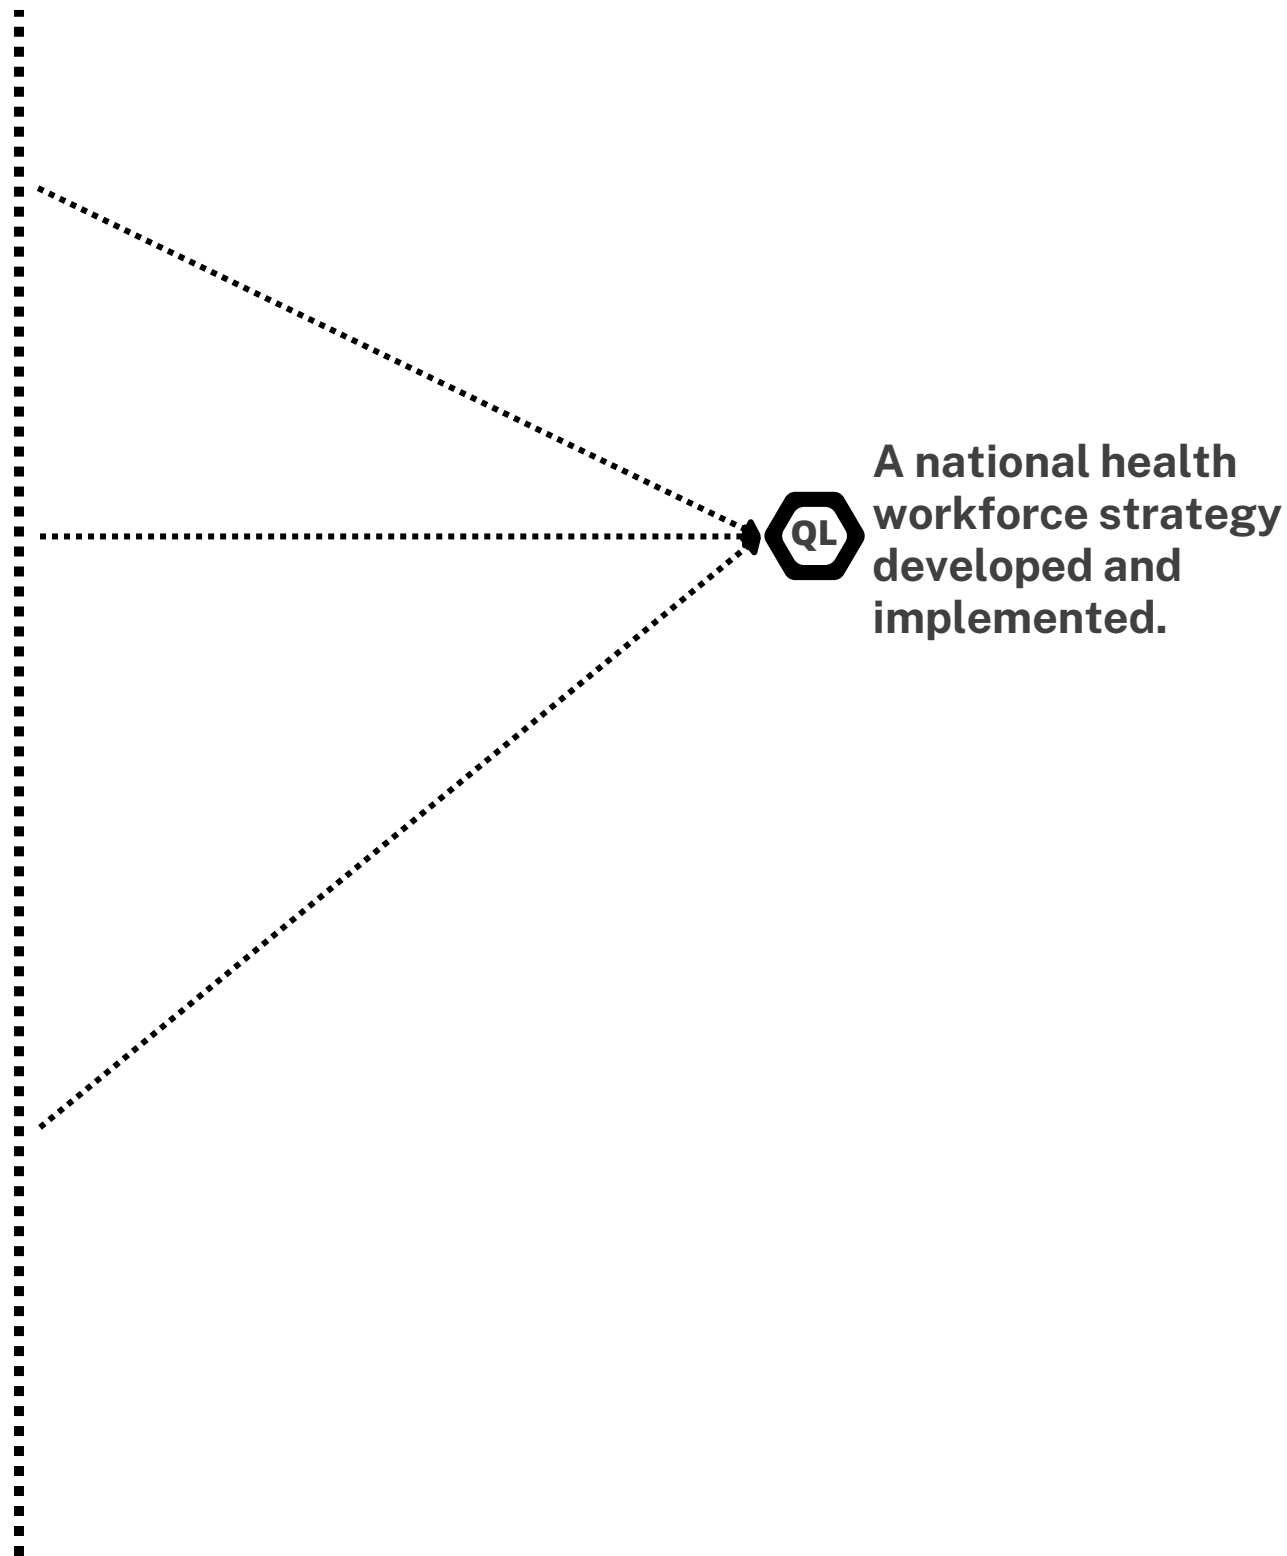 A national health
workforce strategy
developed and
implemented.
QL